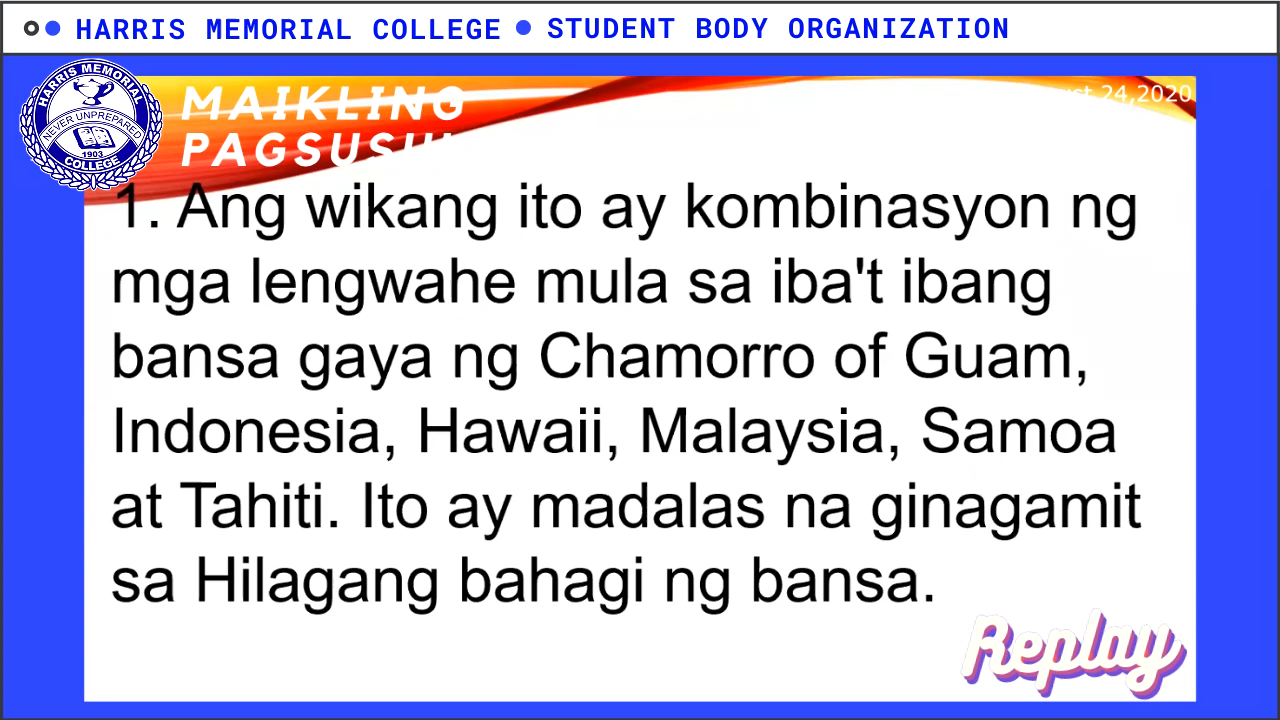 HARRIS MEMORIAL COLLEGE STUDENT BODY ORGANIZATION
HARRIS MEMORIAL
NEVER UNPREPARED
1903
COLLEGE
MAIKLING
24,2020
1. Ang wikang ito ay kombinasyon ng
mga lengwahe mula sa iba't ibang
bansa gaya ng Chamorro of Guam,
Indonesia, Hawaii, Malaysia, Samoa
at Tahiti. Ito ay madalas na ginagamit
sa Hilagang bahagi ng bansa.
Replay